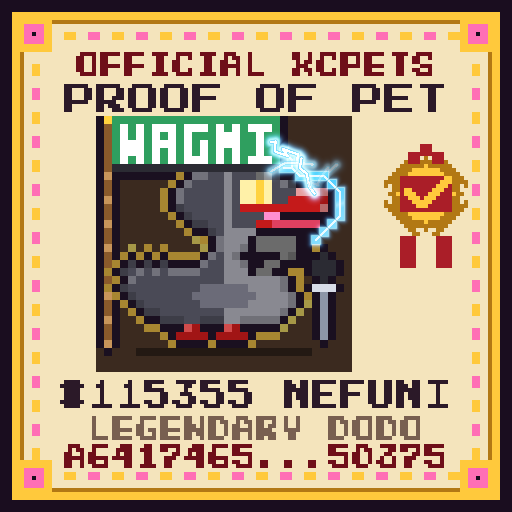 OFFICIAL XCPETS
PROOF OF PET
WAGMI
#115355 NEFUNI
LEGENDARY DODO
A6417465...50375